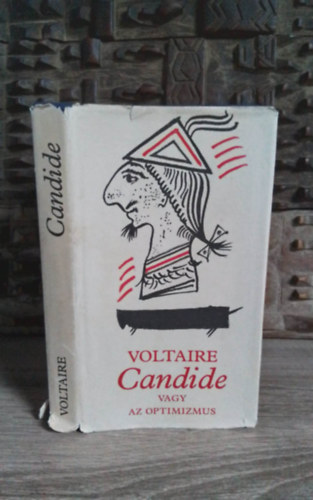 Candide
VOLTAIRE
VOLTAIRE
Candide
VAGY
AZ OPTIMIZMUS